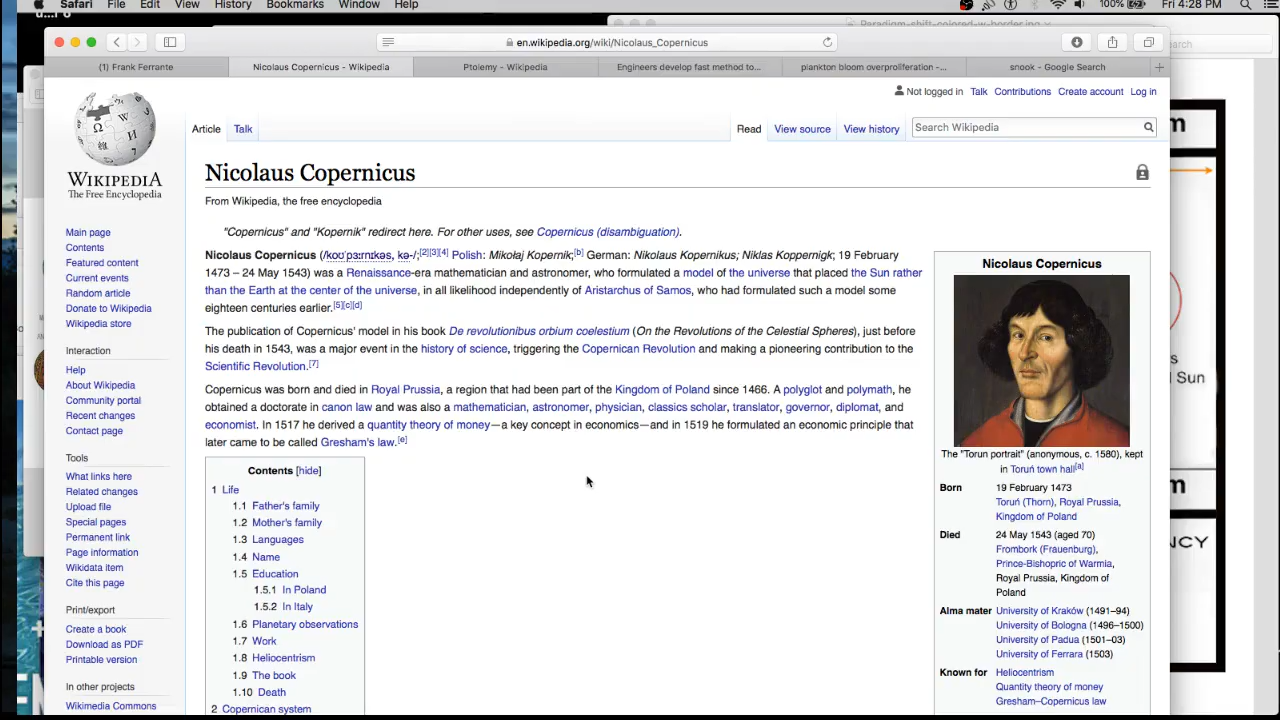 Safari File Edit View History Bookmarks Window Help 100% Fri 4:28 PM
Paradigm-shift-colored-w-border.jpg
en.wikipedia.org/wiki/Nicolaus_Copernicus
(1) Frank Ferrante Nicolaus Copernicus - Wikipedia Ptolemy - Wikipedia Engineers develop fast method to... plankton bloom overproliferation -... snook - Google Search
Not logged in Talk Contributions Create account Log in
Article Talk Read View source View history Search Wikipedia
WIKIPEDIA
The Free Encyclopedia
Main page
Contents
Featured content
Current events
Random article
Donate to Wikipedia
Wikipedia store
Interaction
Help
About Wikipedia
Community portal
Recent changes
Contact page
Tools
What links here
Related changes
Upload file
Special pages
Permanent link
Page information
Wikidata item
Cite this page
Print/export
Create a book
Download as PDF
Printable version
In other projects
Wikimedia Commons
Nicolaus Copernicus
From Wikipedia, the free encyclopedia
"Copernicus" and "Kopernik" redirect here. For other uses, see Copernicus (disambiguation).
Nicolaus Copernicus (/koʊˈpɜːrnɪkəs, kə-/;[2][3][4] Polish: Mikołaj Kopernik;[b] German: Nikolaus Kopernikus; Niklas Koppernigk; 19 February
1473 – 24 May 1543) was a Renaissance-era mathematician and astronomer, who formulated a model of the universe that placed the Sun rather
than the Earth at the center of the universe, in all likelihood independently of Aristarchus of Samos, who had formulated such a model some
eighteen centuries earlier.[5][c][d]
The publication of Copernicus' model in his book De revolutionibus orbium coelestium (On the Revolutions of the Celestial Spheres), just before
his death in 1543, was a major event in the history of science, triggering the Copernican Revolution and making a pioneering contribution to the
Scientific Revolution.[7]
Copernicus was born and died in Royal Prussia, a region that had been part of the Kingdom of Poland since 1466. A polyglot and polymath, he
obtained a doctorate in canon law and was also a mathematician, astronomer, physician, classics scholar, translator, governor, diplomat, and
economist. In 1517 he derived a quantity theory of money—a key concept in economics—and in 1519 he formulated an economic principle that
later came to be called Gresham's law.[e]
Contents [hide]
1 Life
1.1 Father's family
1.2 Mother's family
1.3 Languages
1.4 Name
1.5 Education
1.5.1 In Poland
1.5.2 In Italy
1.6 Planetary observations
1.7 Work
1.8 Heliocentrism
1.9 The book
1.10 Death
2 Copernican system
Nicolaus Copernicus
The "Toruń portrait" (anonymous, c. 1580), kept
in Toruń town hall[a]
Born 19 February 1473
Toruń (Thorn), Royal Prussia,
Kingdom of Poland
Died 24 May 1543 (aged 70)
Frombork (Frauenburg),
Prince-Bishopric of Warmia,
Royal Prussia, Kingdom of
Poland
Alma mater University of Kraków (1491–94)
University of Bologna (1496–1500)
University of Padua (1501–03)
University of Ferrara (1503)
Known for Heliocentrism
Quantity theory of money
Gresham–Copernicus law
Sun
NCY